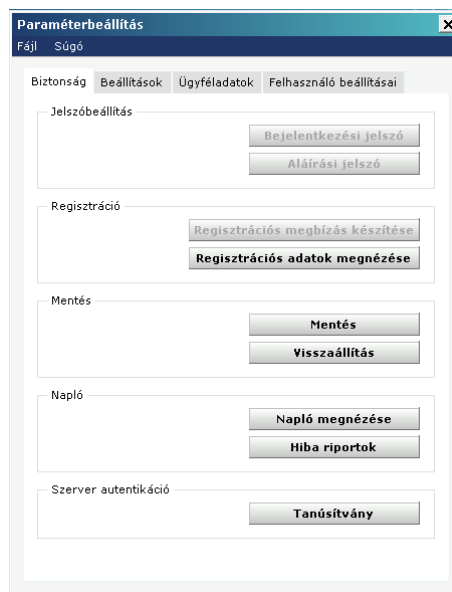 Paraméterbeállítás
Fájl Súgó
Biztonság Beállítások Ügyféladatok Felhasználó beállításai
Jelszóbeállítás
Bejelentkezési jelszó
Aláírási jelszó
Regisztráció
Regisztrációs megbízás készítése
Regisztrációs adatok megnézése
Mentés
Mentés
Visszaállítás
Napló
Napló megnézése
Hiba riportok
Szerver autentikáció
Tanúsítvány